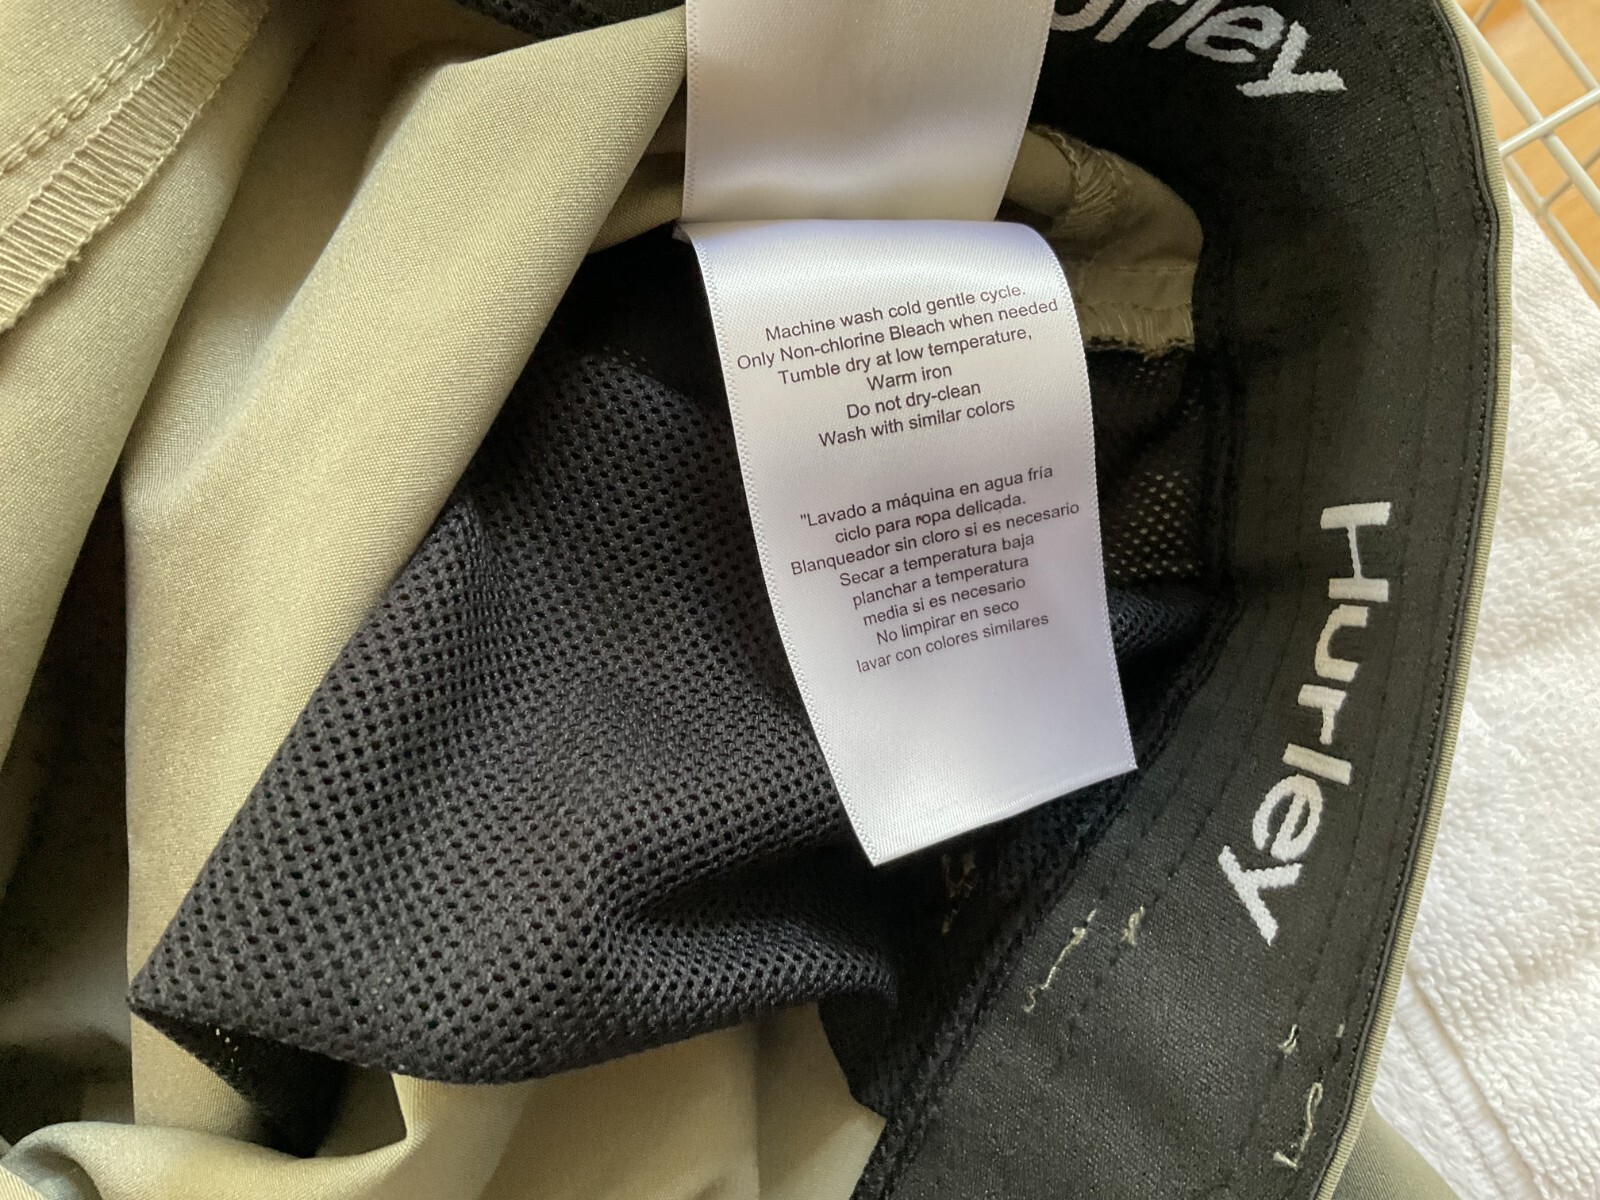 Machine wash cold gentle cycle.
Only Non-chlorine Bleach when needed
Tumble dry at low temperature,
Warm iron
Do not dry-clean
Wash with similar colors
"Lavado a máquina en agua fría
ciclo para ropa delicada.
Blanqueador sin cloro si es necesario
Secar a temperatura baja
planchar a temperatura
media si es necesario
No limpirar en seco
lavar con colores similares
Hurley